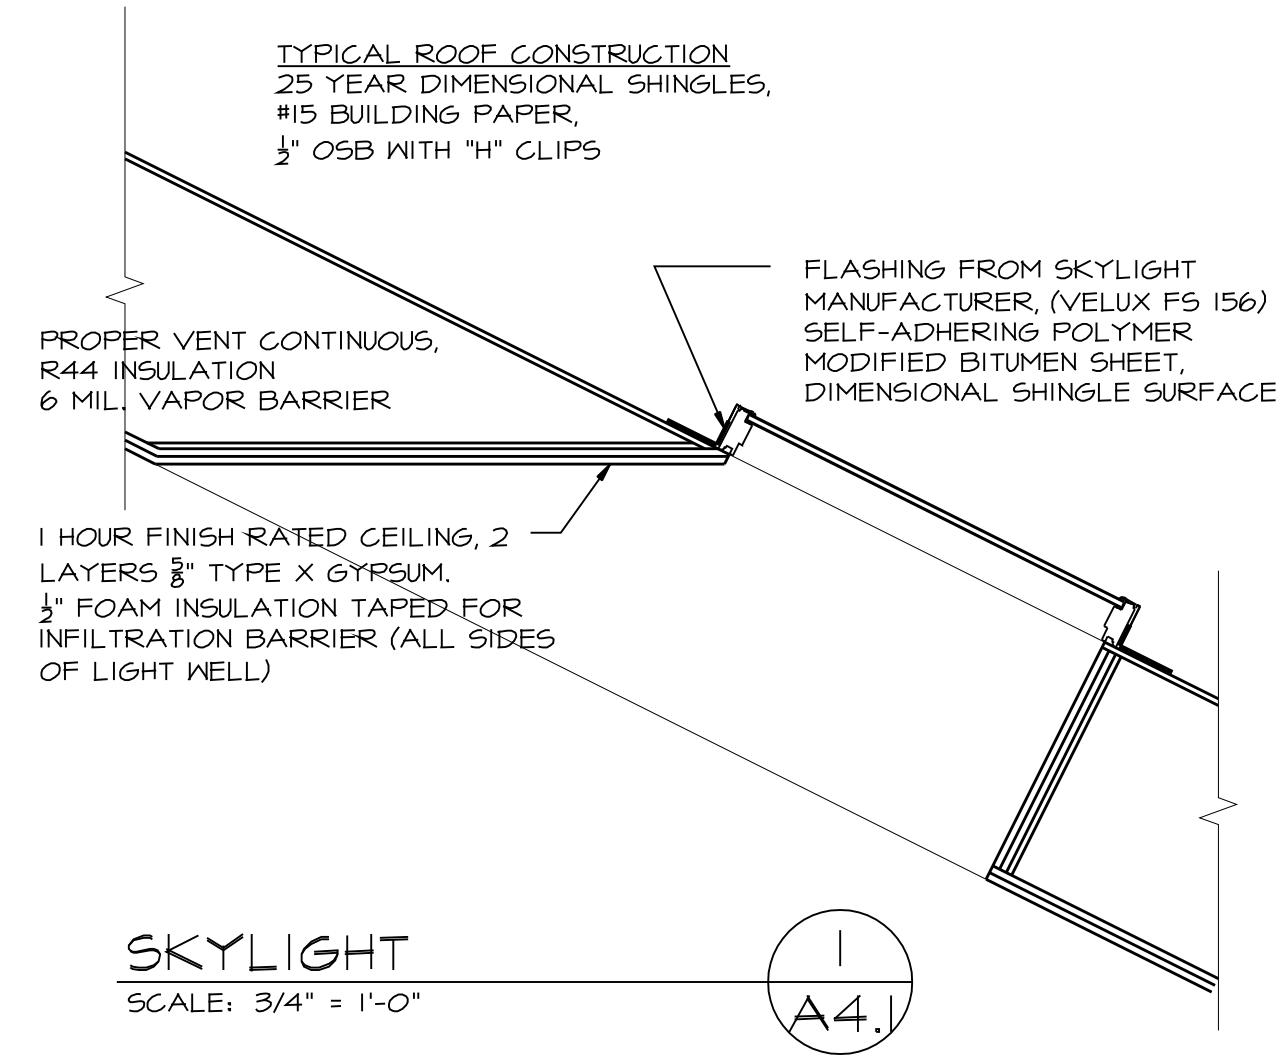 TYPICAL ROOF CONSTRUCTION
25 YEAR DIMENSIONAL SHINGLES,
#15 BUILDING PAPER,
½" OSB WITH "H" CLIPS
FLASHING FROM SKYLIGHT
MANUFACTURER, (VELUX FS 156)
SELF-ADHERING POLYMER
MODIFIED BITUMEN SHEET,
DIMENSIONAL SHINGLE SURFACE
PROPER VENT CONTINUOUS,
R44 INSULATION
6 MIL. VAPOR BARRIER
1 HOUR FINISH RATED CEILING, 2
LAYERS ⅝" TYPE X GYPSUM.
½" FOAM INSULATION TAPED FOR
INFILTRATION BARRIER (ALL SIDES
OF LIGHT WELL)
SKYLIGHT
SCALE: 3/4" = 1'-0"
1
A4.1